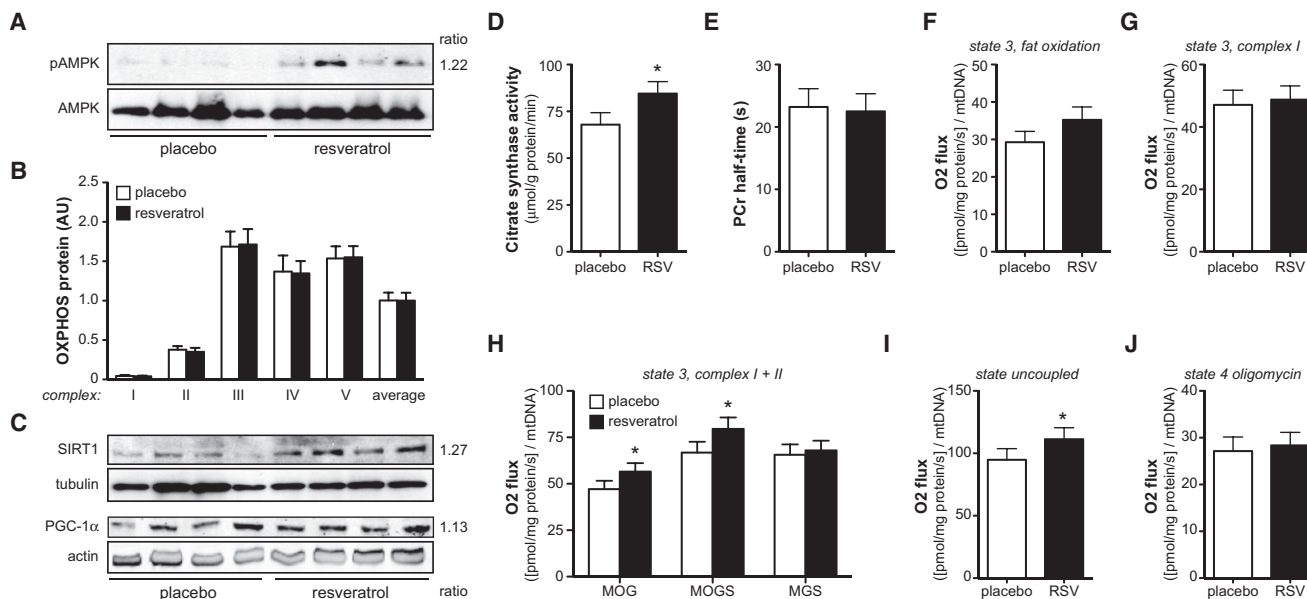 A
ratio
pAMPK
1.22
AMPK
placebo
resveratrol
B
OXPHOS protein (AU)
2.5
2.0
1.5
1.0
0.5
0
placebo
resveratrol
complex:
I
II
III
IV
V
average
C
SIRT1
1.27
tubulin
PGC-1α
1.13
actin
placebo
resveratrol
ratio
D
Citrate synthase activity
(μmol/g protein/min)
100
75
50
25
0
*
placebo
RSV
E
PCr half-time (s)
30
20
10
0
placebo
RSV
F
state 3, fat oxidation
O2 flux
([pmol/mg protein/s] / mtDNA)
50
40
30
20
10
0
placebo
RSV
G
state 3, complex I
O2 flux
([pmol/mg protein/s] / mtDNA)
60
40
20
0
placebo
RSV
H
state 3, complex I + II
O2 flux
([pmol/mg protein/s] / mtDNA)
100
75
50
25
0
placebo
resveratrol
*
*
MOG
MOGS
MGS
I
state uncoupled
O2 flux
([pmol/mg protein/s] / mtDNA)
150
100
50
0
*
placebo
RSV
J
state 4 oligomycin
O2 flux
([pmol/mg protein/s] / mtDNA)
40
30
20
10
0
placebo
RSV